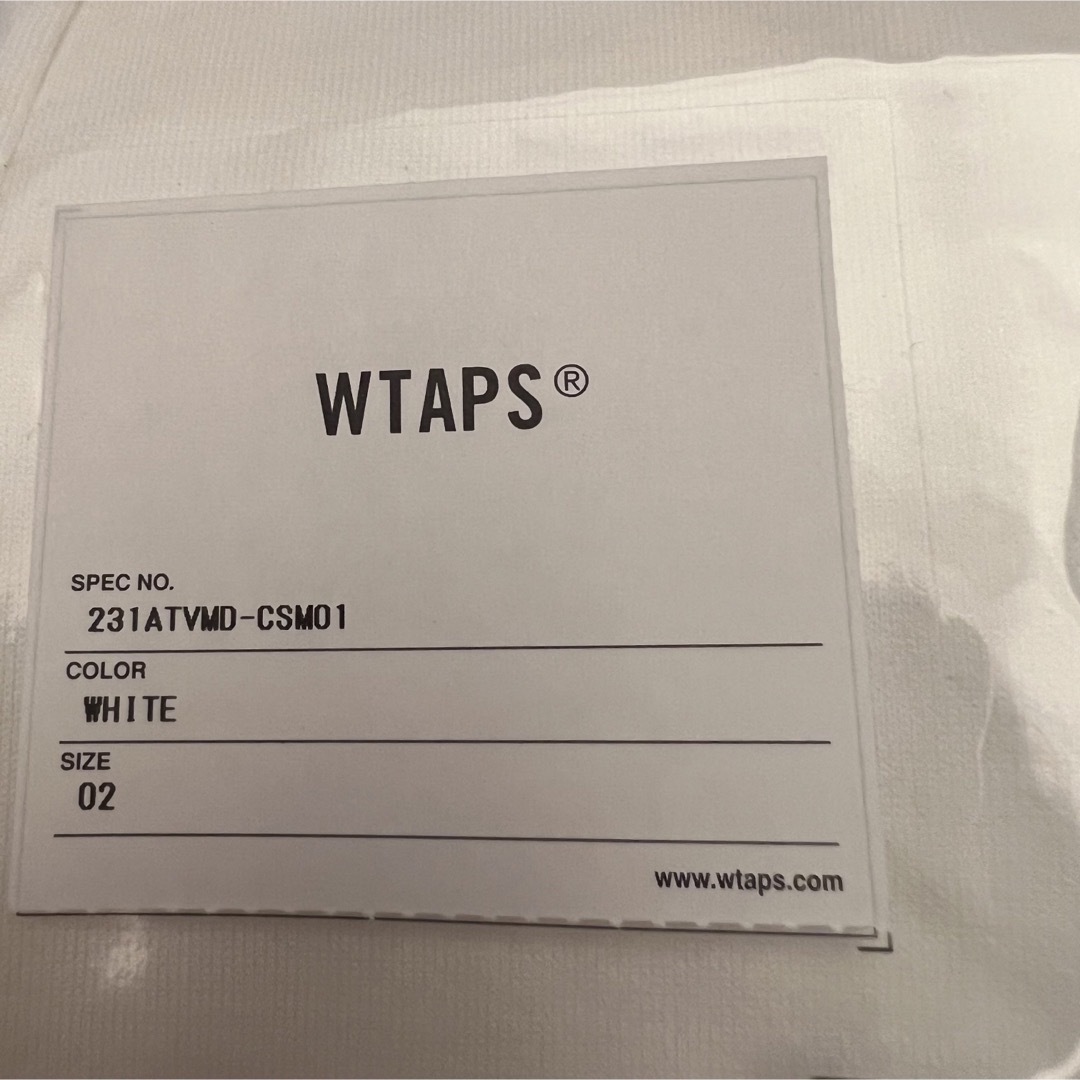 WTAPS®
SPEC NO.
231ATVMD-CSM01
COLOR
WHITE
SIZE
02
www.wtaps.com